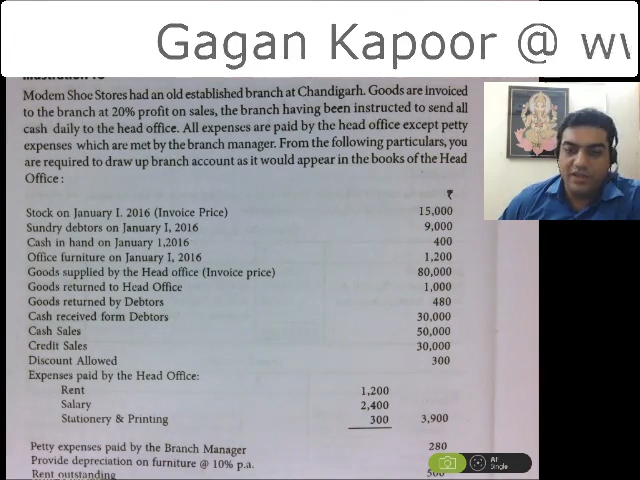 Gagan Kapoor @ w
Modern Shoe Stores had an old established branch at Chandigarh. Goods are invoiced
to the branch at 20% profit on sales, the branch having been instructed to send all
cash daily to the head office. All expenses are paid by the head office except petty
expenses which are met by the branch manager. From the following particulars, you
are required to draw up branch account as it would appear in the books of the Head
Office :
₹
Stock on January I. 2016 (Invoice Price) 15,000
Sundry debtors on January I, 2016 9,000
Cash in hand on January 1,2016 400
Office furniture on January I, 2016 1,200
Goods supplied by the Head office (Invoice price) 80,000
Goods returned to Head Office 1,000
Goods returned by Debtors 480
Cash received form Debtors 30,000
Cash Sales 50,000
Credit Sales 30,000
Discount Allowed 300
Expenses paid by the Head Office:
Rent 1,200
Salary 2,400
Stationery & Printing 300 3,900
Petty expenses paid by the Branch Manager 280
Provide depreciation on furniture @ 10% p.a.
Rent outstanding 500
AF
Single